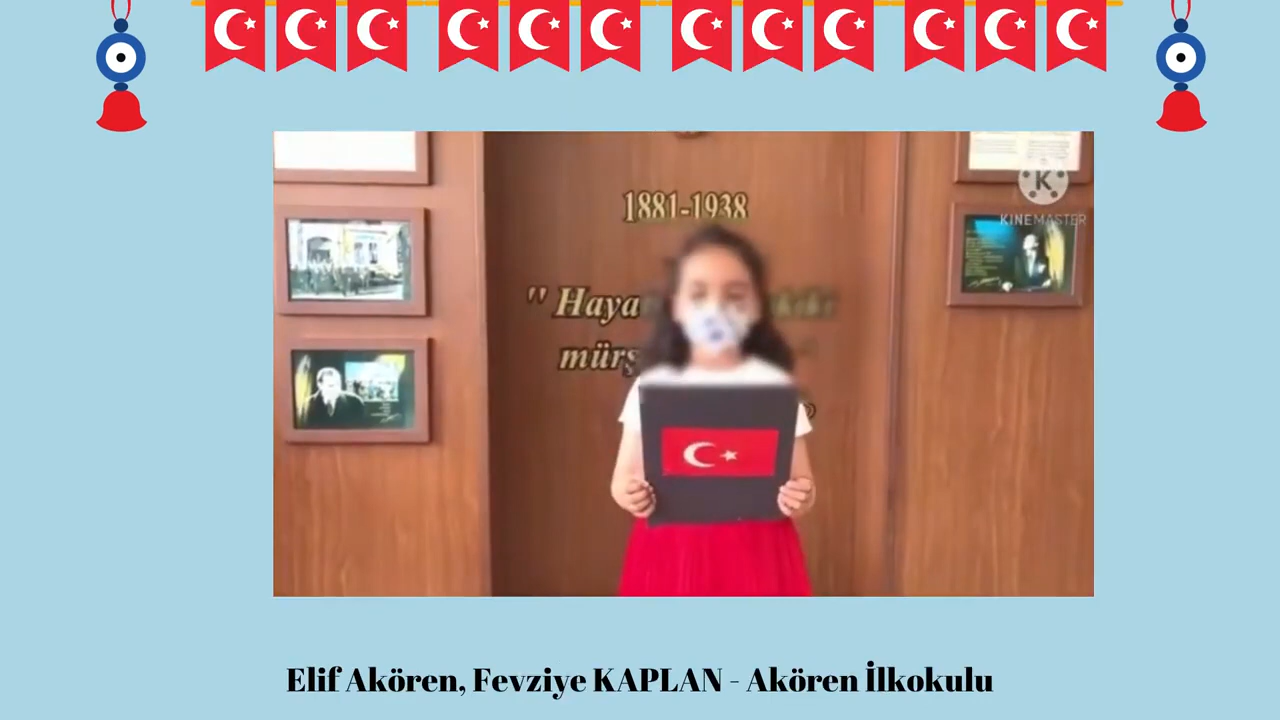 1881-1938
" Haya
mürş
K
KINEMASTER
Elif Akören, Fevziye KAPLAN - Akören İlkokulu